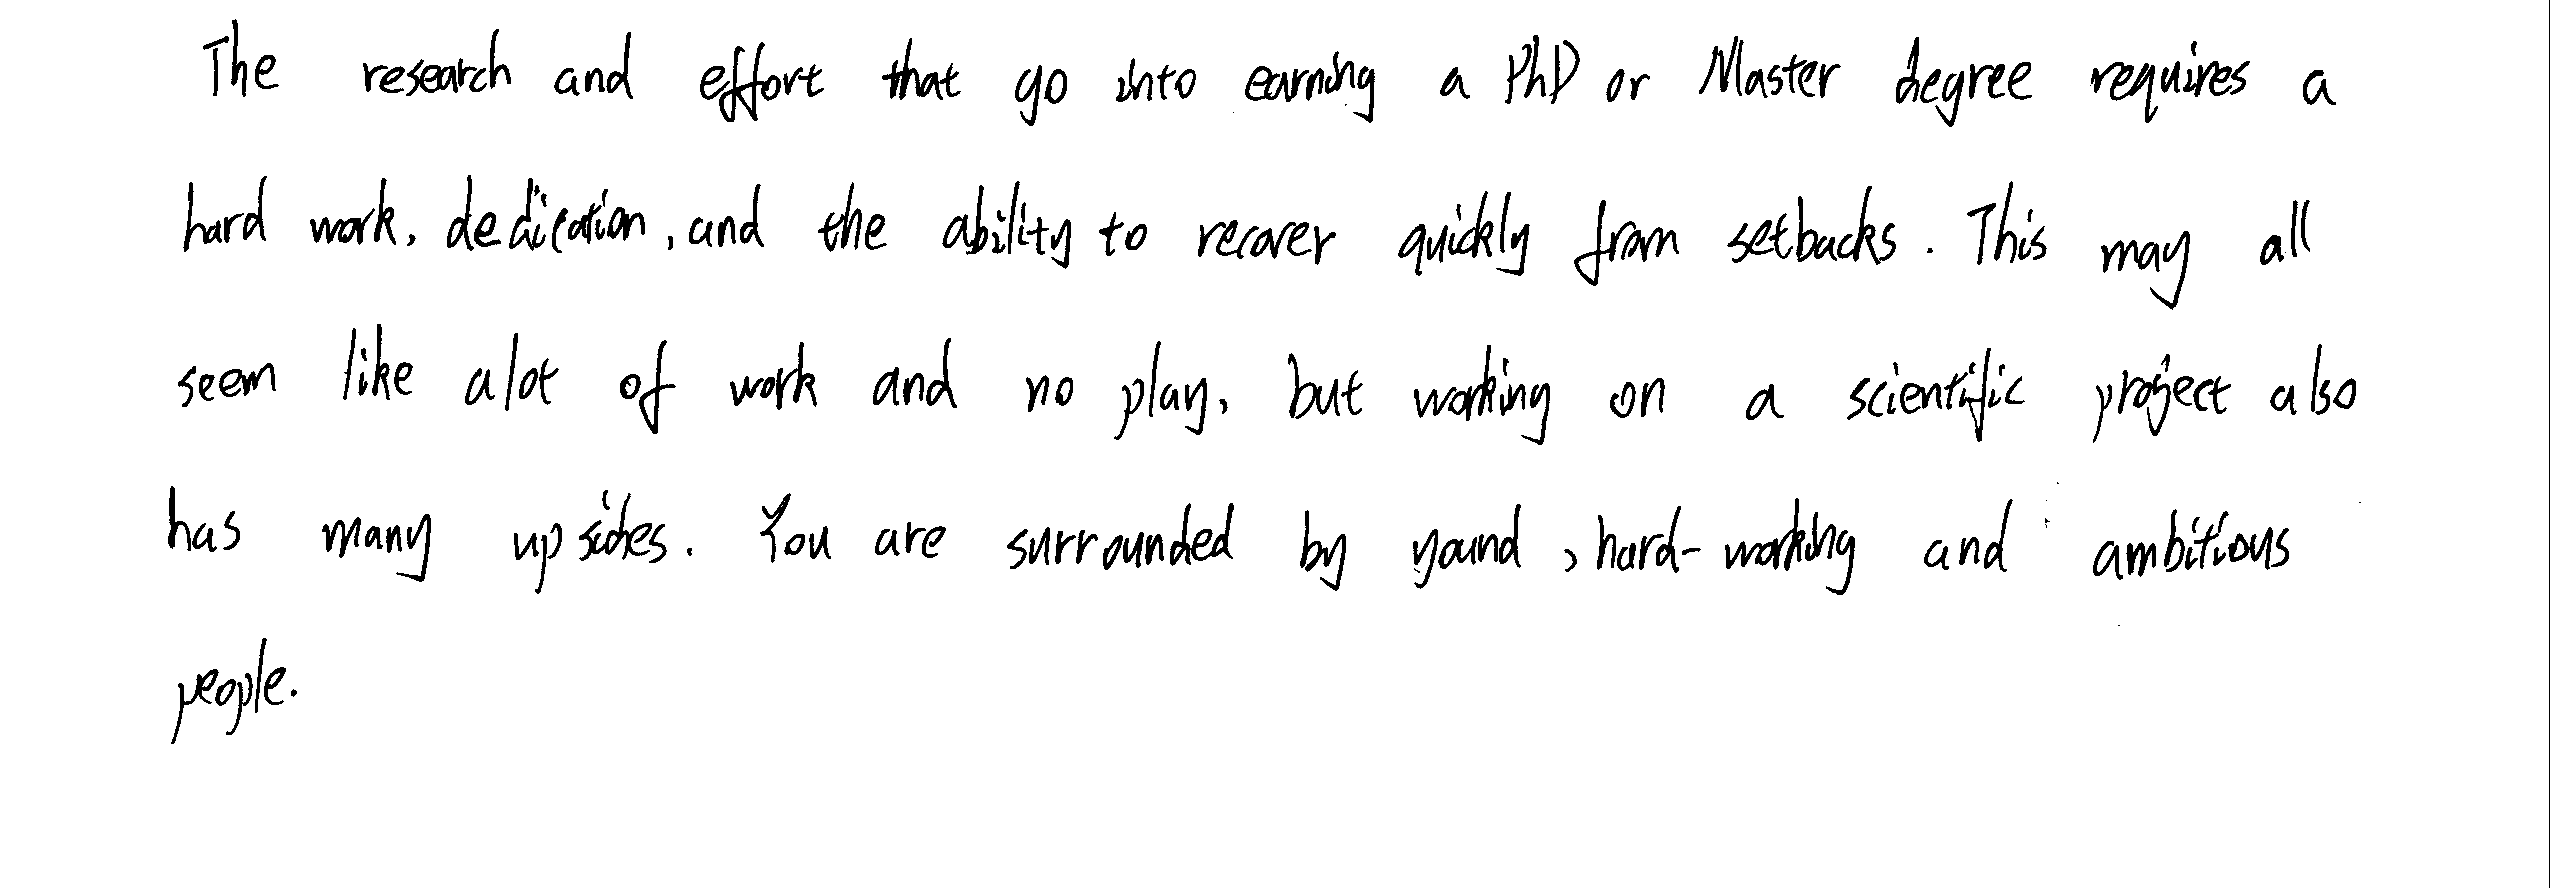 The research and effort that go into earning a PhD or Master degree requires a
hard work, dedication, and the ability to recover quickly from setbacks. This may all
seem like alot of work and no play, but working on a scientific project also
has many upsides. You are surrounded by yound, hard-working and ambitious
people.